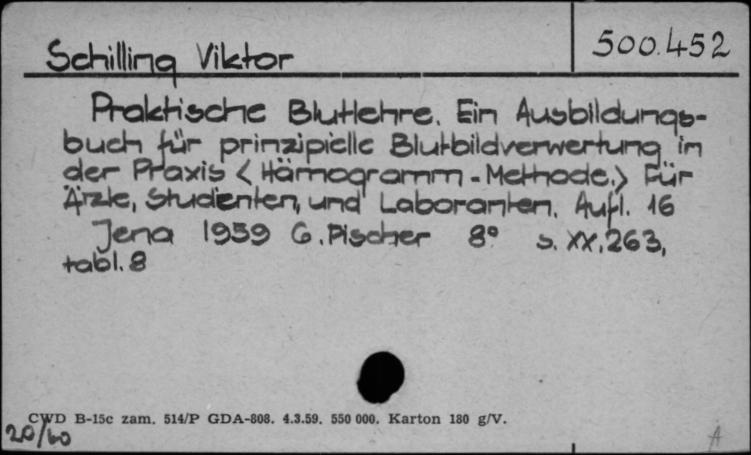 Schilling Viktor
500.452
Praktische Blutlehre. Ein Ausbildungs-
buch für prinzipielle Blutbildverwertung in
der Praxis < Hämogramm - Methode.> Für
Ärzte, Studenten, und Laboranten. Aufl. 16
Jena 1959 G. Fischer 8° s. XX, 263,
tabl. 8
CWD B-15c zam. 514/P GDA-808. 4.3.59. 550 000. Karton 180 g/V.
20/60
A